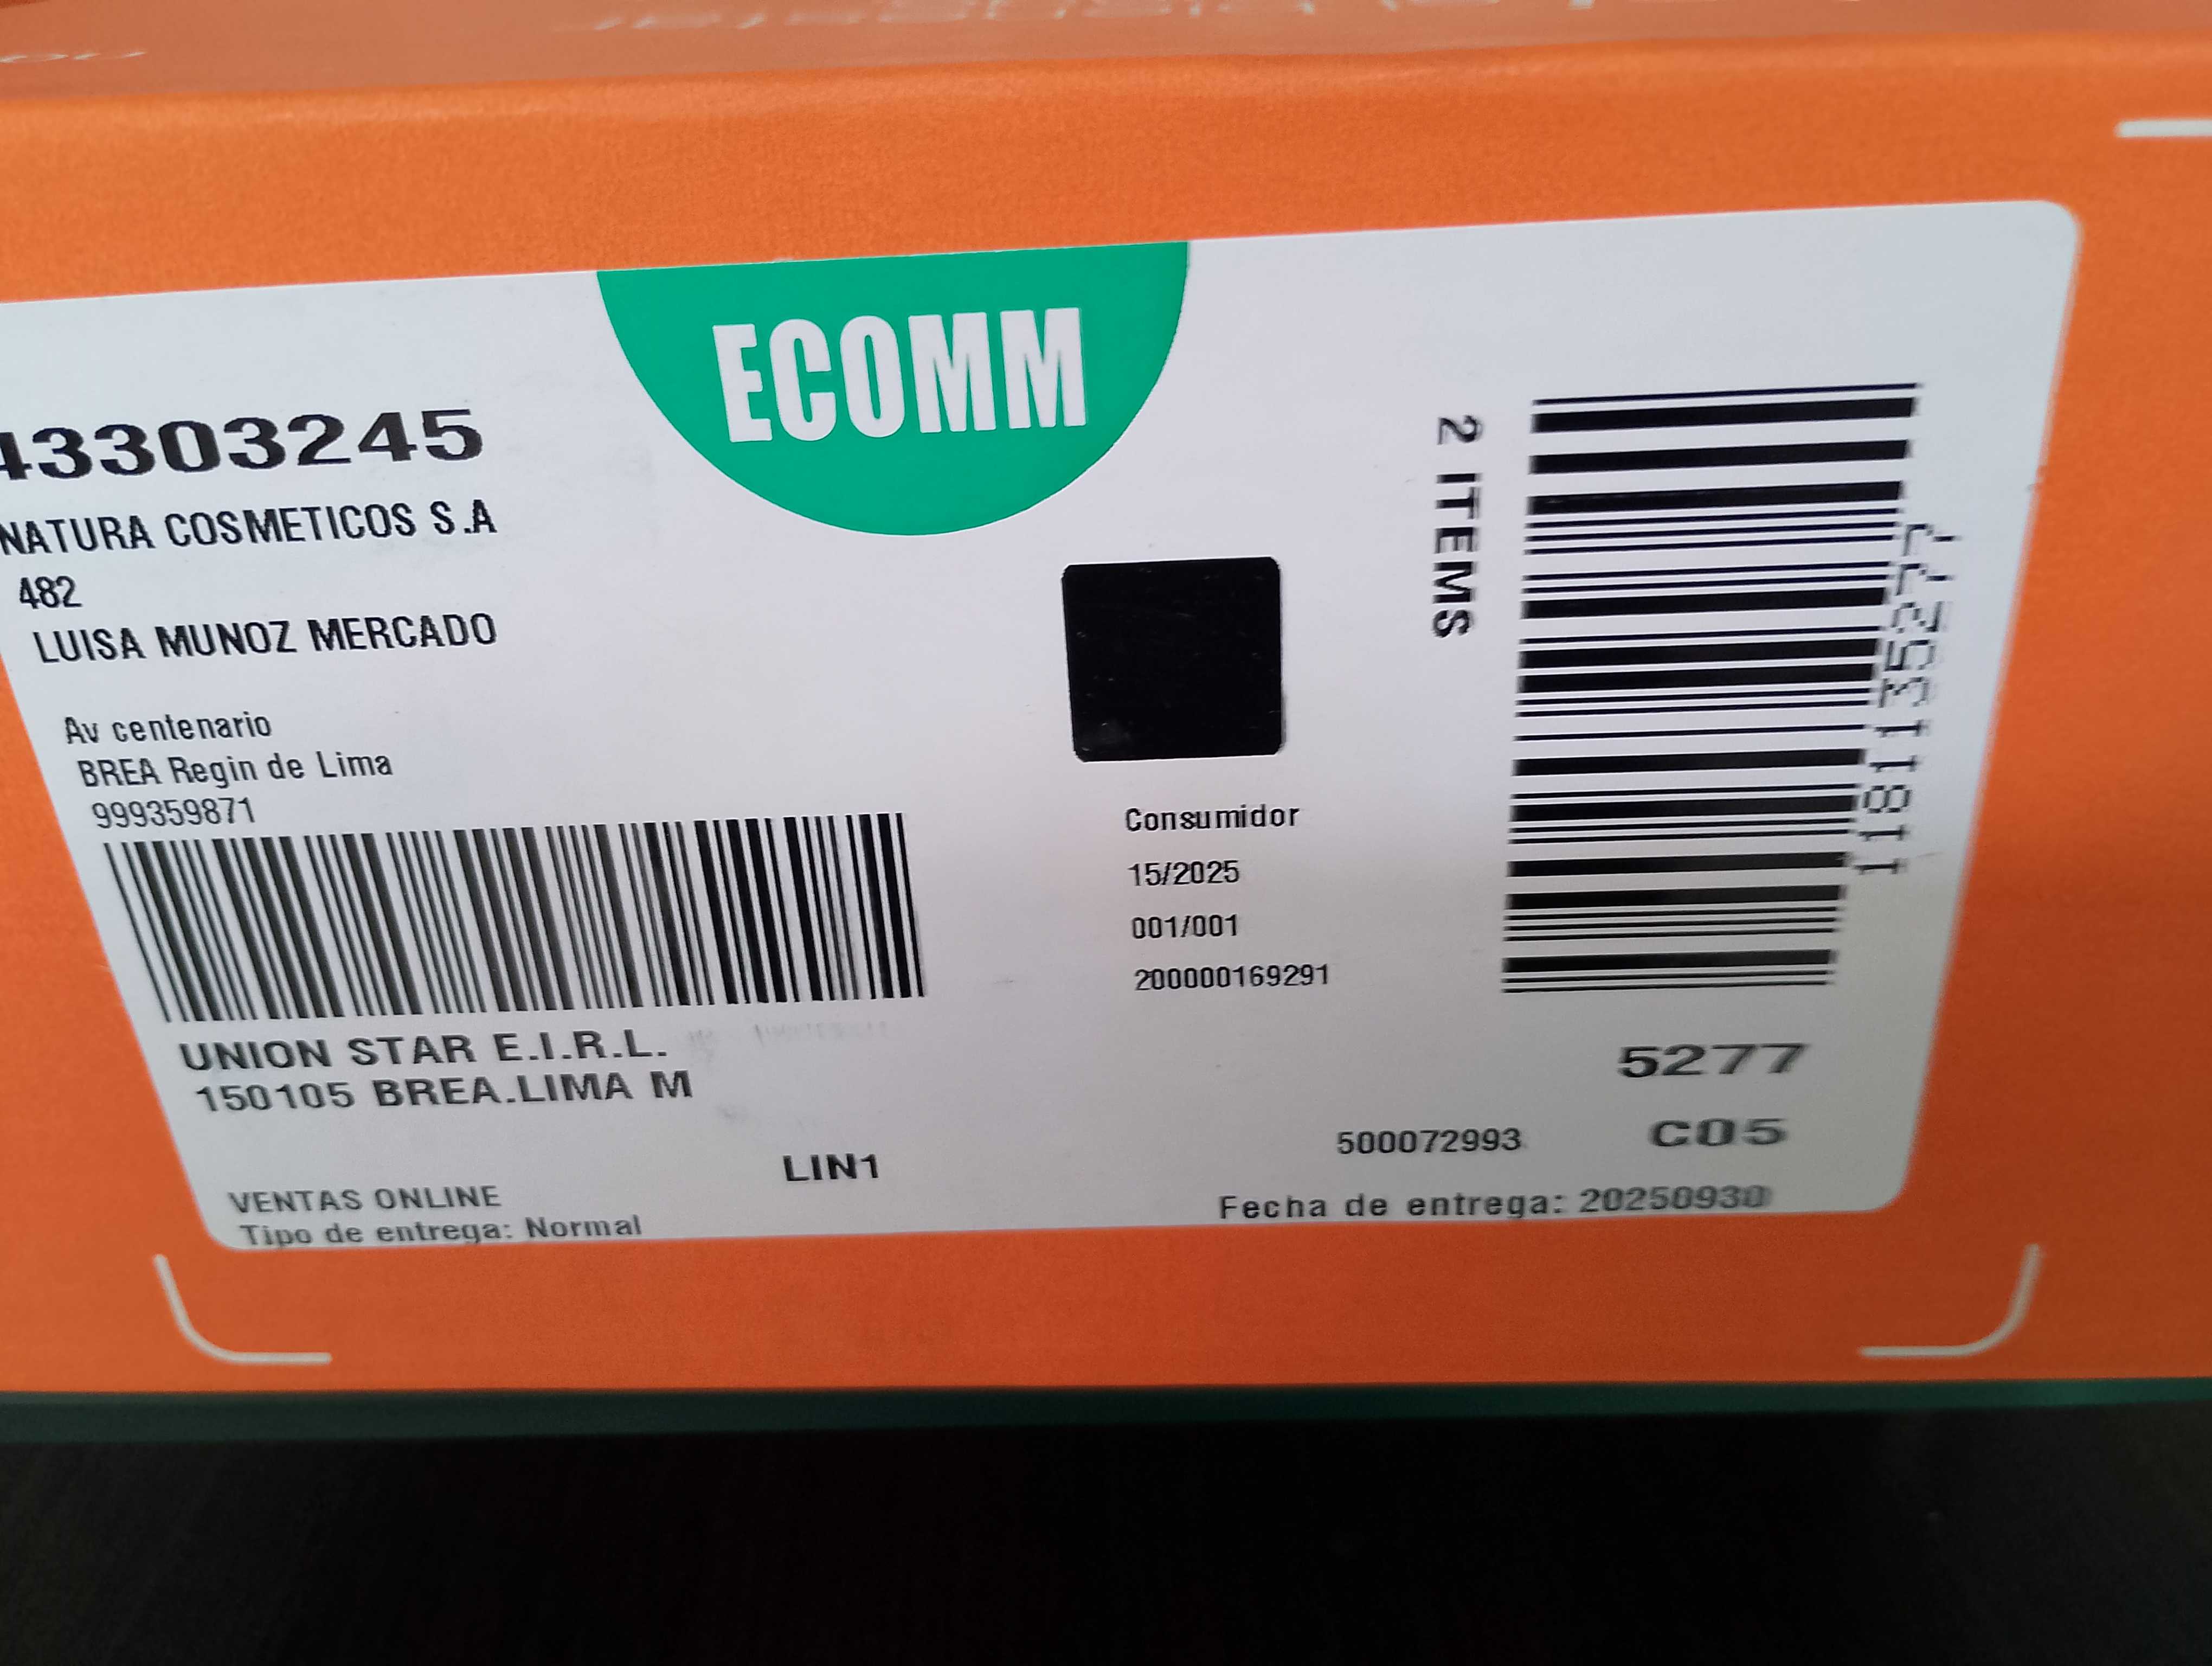 ECOMM
43303245
NATURA COSMETICOS S.A
482
LUISA MUNOZ MERCADO
Av centenario
BREA Regin de Lima
999359871
UNION STAR E.I.R.L.
150105 BREA.LIMA M
LIN1
VENTAS ONLINE
Tipo de entrega: Normal
2 ITEMS
Consumidor
15/2025
001/001
200000169291
5277
500072993
C05
Fecha de entrega: 20250930